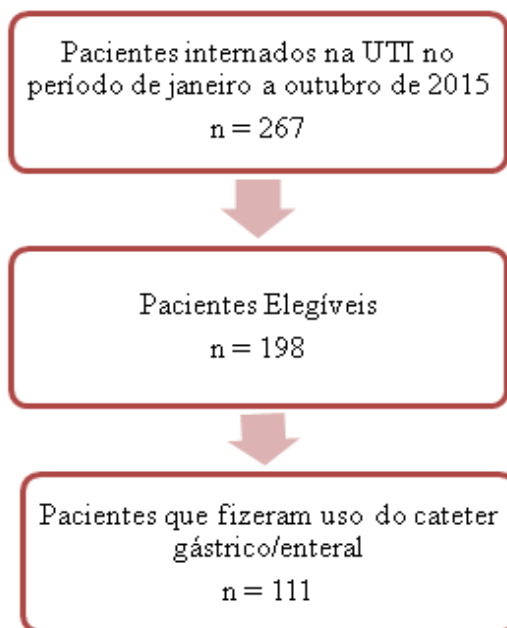 Pacientes internados na UTI no
período de janeiro a outubro de 2015
n = 267
Pacientes Elegíveis
n = 198
Pacientes que fizeram uso do cateter
gástrico/enteral
n = 111